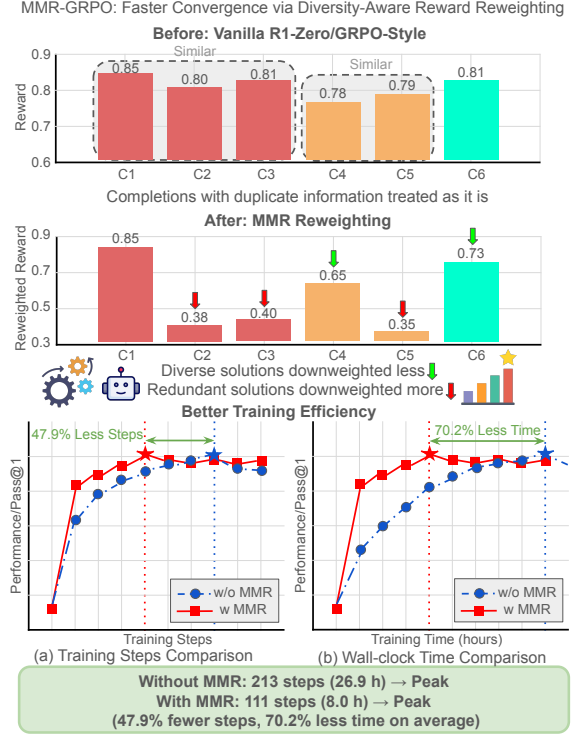 MMR-GRPO: Faster Convergence via Diversity-Aware Reward Reweighting
Before: Vanilla R1-Zero/GRPO-Style
Similar
Similar
Reward
0.9
0.8
0.7
0.6
0.85
0.80
0.81
0.78
0.79
0.81
C1 C2 C3 C4 C5 C6
Completions with duplicate information treated as it is
After: MMR Reweighting
Reweighted Reward
0.9
0.7
0.5
0.3
0.85
0.38
0.40
0.65
0.35
0.73
C1 C2 C3 C4 C5 C6
Diverse solutions downweighted less
Redundant solutions downweighted more
Better Training Efficiency
47.9% Less Steps
Performance/Pass@1
w/o MMR
w MMR
Training Steps
(a) Training Steps Comparison
70.2% Less Time
Performance/Pass@1
w/o MMR
w MMR
Training Time (hours)
(b) Wall-clock Time Comparison
Without MMR: 213 steps (26.9 h) → Peak
With MMR: 111 steps (8.0 h) → Peak
(47.9% fewer steps, 70.2% less time on average)